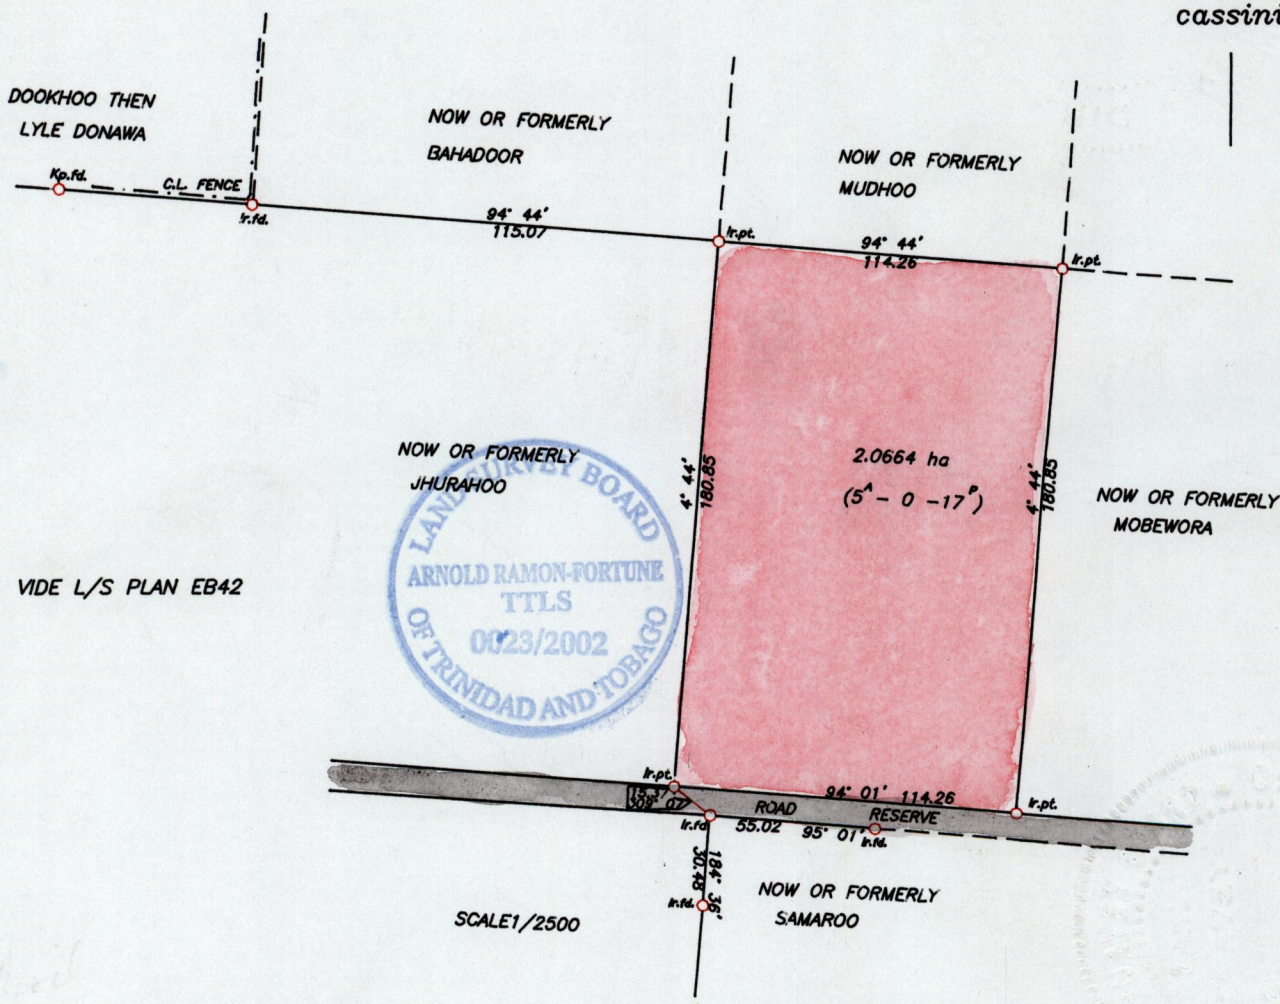 cassini
DOOKHOO THEN
LYLE DONAWA
NOW OR FORMERLY
BAHADOOR
NOW OR FORMERLY
MUDHOO
Kp.fd.
C.L. FENCE
Ir.fd.
94° 44'
115.07
Ir.pt.
94° 44'
114.26
Ir.pt.
NOW OR FORMERLY
JHURAHOO
4° 44'
180.85
2.0664 ha
(5ᴬ - 0 -17ᴾ)
4° 44'
180.85
NOW OR FORMERLY
MOBEWORA
LAND SURVEY BOARD
ARNOLD RAMON-FORTUNE
TTLS
0023/2002
OF TRINIDAD AND TOBAGO
VIDE L/S PLAN EB42
Ir.pt.
15.37
309° 07'
94° 01' 114.26
Ir.pt.
ROAD RESERVE
Ir.fd.
55.02 95° 01'
Ir.fd.
184° 36'
30.48
Ir.fd.
NOW OR FORMERLY
SAMAROO
SCALE1/2500